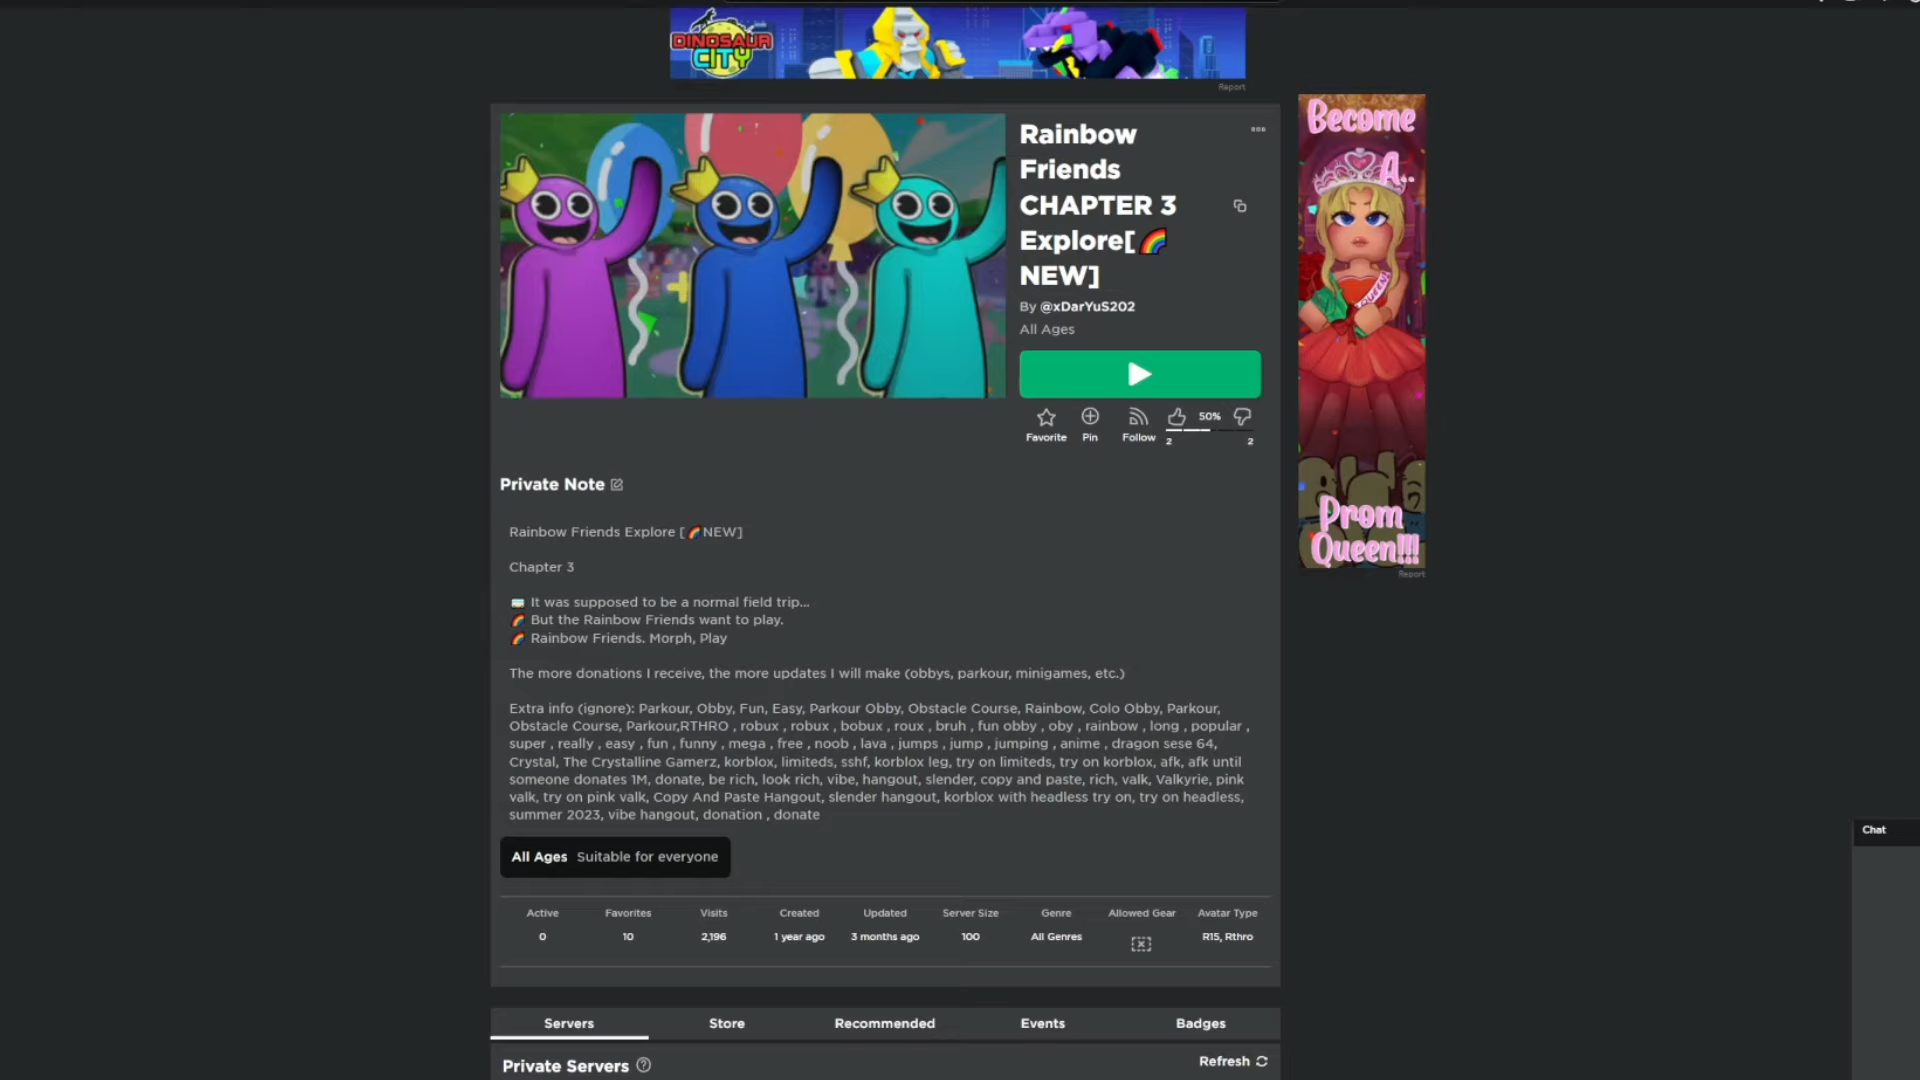 DINOSAUR
CITY
Report
Rainbow
Friends
CHAPTER 3
Explore[🌈
NEW]
By @xDarYuS202
All Ages
Favorite
Pin
Follow
50%
2
2
Become
A..
QUEEN
Prom
Queen!!!
Report
Private Note
Rainbow Friends Explore [🌈NEW]
Chapter 3
🚌 It was supposed to be a normal field trip...
🌈 But the Rainbow Friends want to play.
🌈 Rainbow Friends. Morph, Play
The more donations I receive, the more updates I will make (obbys, parkour, minigames, etc.)
Extra info (ignore): Parkour, Obby, Fun, Easy, Parkour Obby, Obstacle Course, Rainbow, Colo Obby, Parkour,
Obstacle Course, Parkour,RTHRO , robux , robux , bobux , roux , bruh , fun obby , oby , rainbow , long , popular ,
super , really , easy , fun , funny , mega , free , noob , lava , jumps , jump , jumping , anime , dragon sese 64,
Crystal, The Crystalline Gamerz, korblox, limiteds, sshf, korblox leg, try on limiteds, try on korblox, afk, afk until
someone donates 1M, donate, be rich, look rich, vibe, hangout, slender, copy and paste, rich, valk, Valkyrie, pink
valk, try on pink valk, Copy And Paste Hangout, slender hangout, korblox with headless try on, try on headless,
summer 2023, vibe hangout, donation , donate
All Ages Suitable for everyone
Active Favorites Visits Created Updated Server Size Genre Allowed Gear Avatar Type
0 10 2,196 1 year ago 3 months ago 100 All Genres R15, Rthro
Servers Store Recommended Events Badges
Private Servers
Refresh
Chat